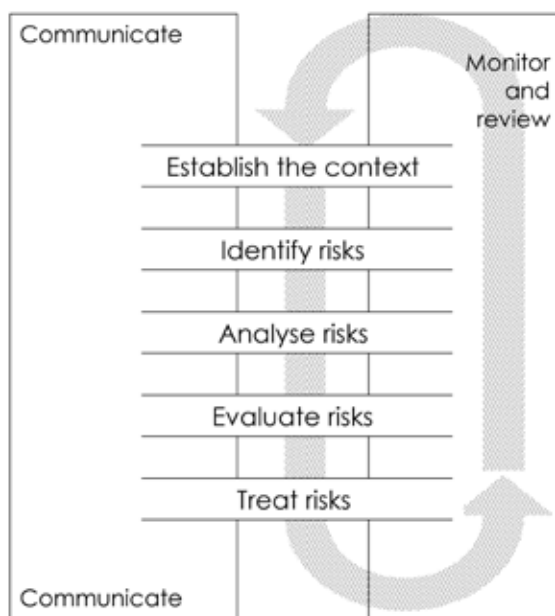 Communicate
Monitor
and
review
Establish the context
Identify risks
Analyse risks
Evaluate risks
Treat risks
Communicate